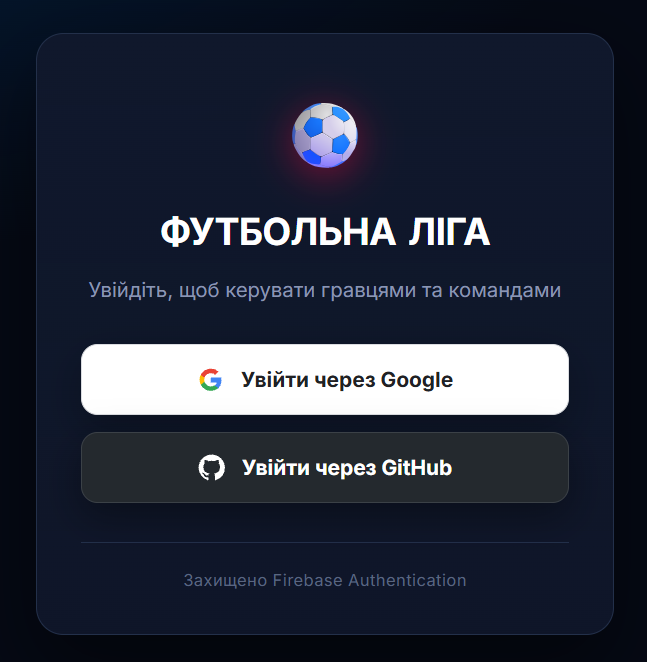 ФУТБОЛЬНА ЛІГА
Увійдіть, щоб керувати гравцями та командами
Увійти через Google
Увійти через GitHub
Захищено Firebase Authentication